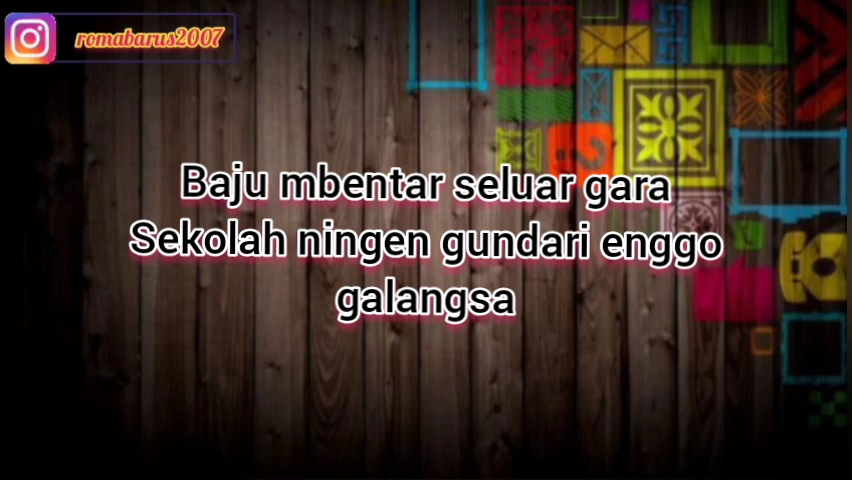 romabarus2007
Baju mbentar seluar gara
Sekolah ningen gundari enggo
galangsa